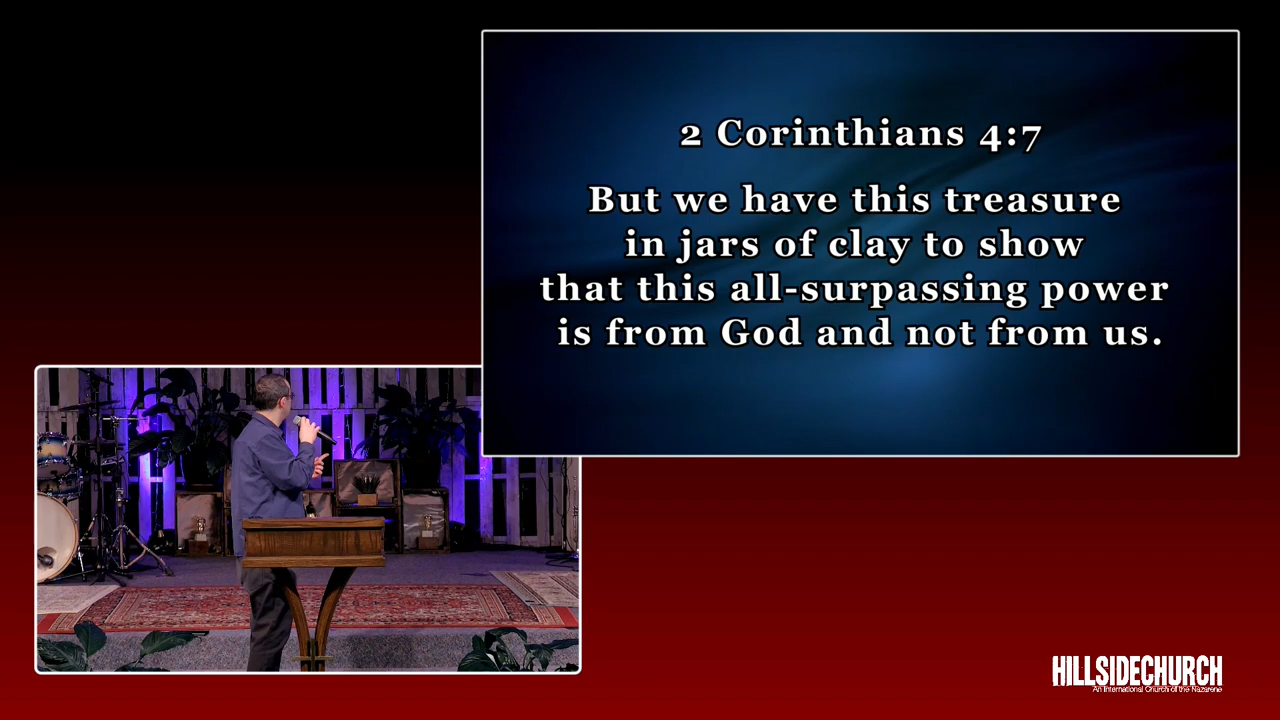 2 Corinthians 4:7
But we have this treasure
in jars of clay to show
that this all-surpassing power
is from God and not from us.
HILLSIDECHURCH
An International Church of the Nazarene